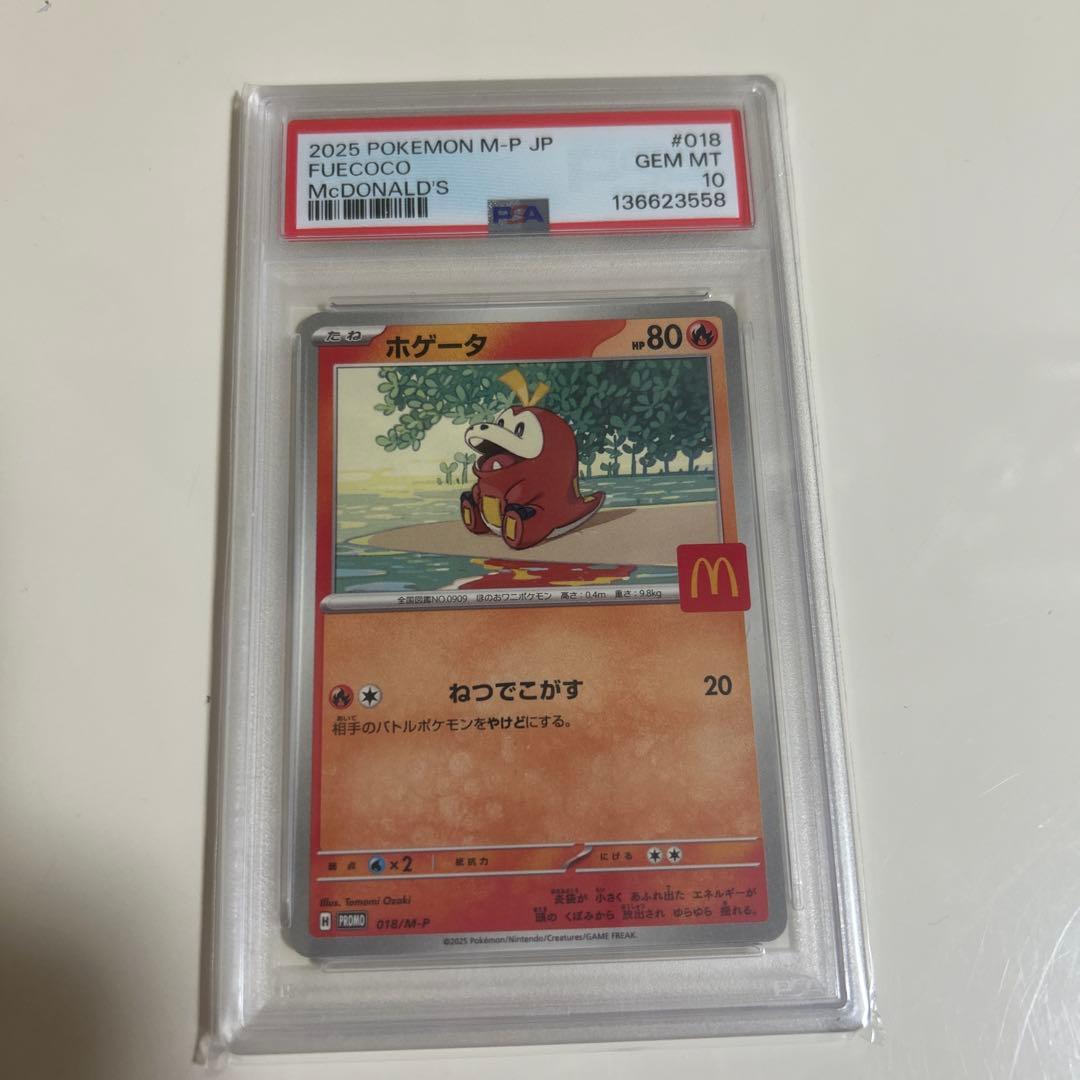 2025 POKEMON M-P JP #018
FUECOCO GEM MT
McDONALD'S 10
PSA 136623558
たね ホゲータ HP80
M
全国図鑑NO.0909 ほのおワニポケモン 高さ:0.4m 重さ:9.8kg
ねつでこがす 20
相手のバトルポケモンをやけどにする。
弱点 ×2 抵抗力 にげる
Illus. Tomomi Ozaki
炎袋が 小さく あふれ出た エネルギーが
頭の くぼみから 放出され ゆらゆら 揺れる。
H PROMO 018/M-P
©2025 Pokémon/Nintendo/Creatures/GAME FREAK.